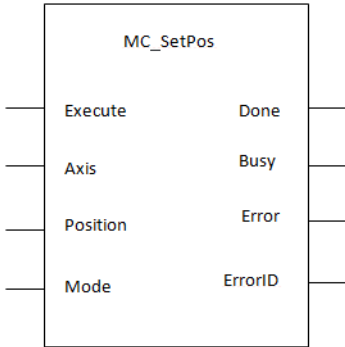 MC_SetPos
Execute Done
Axis Busy
Position Error
Mode ErrorID